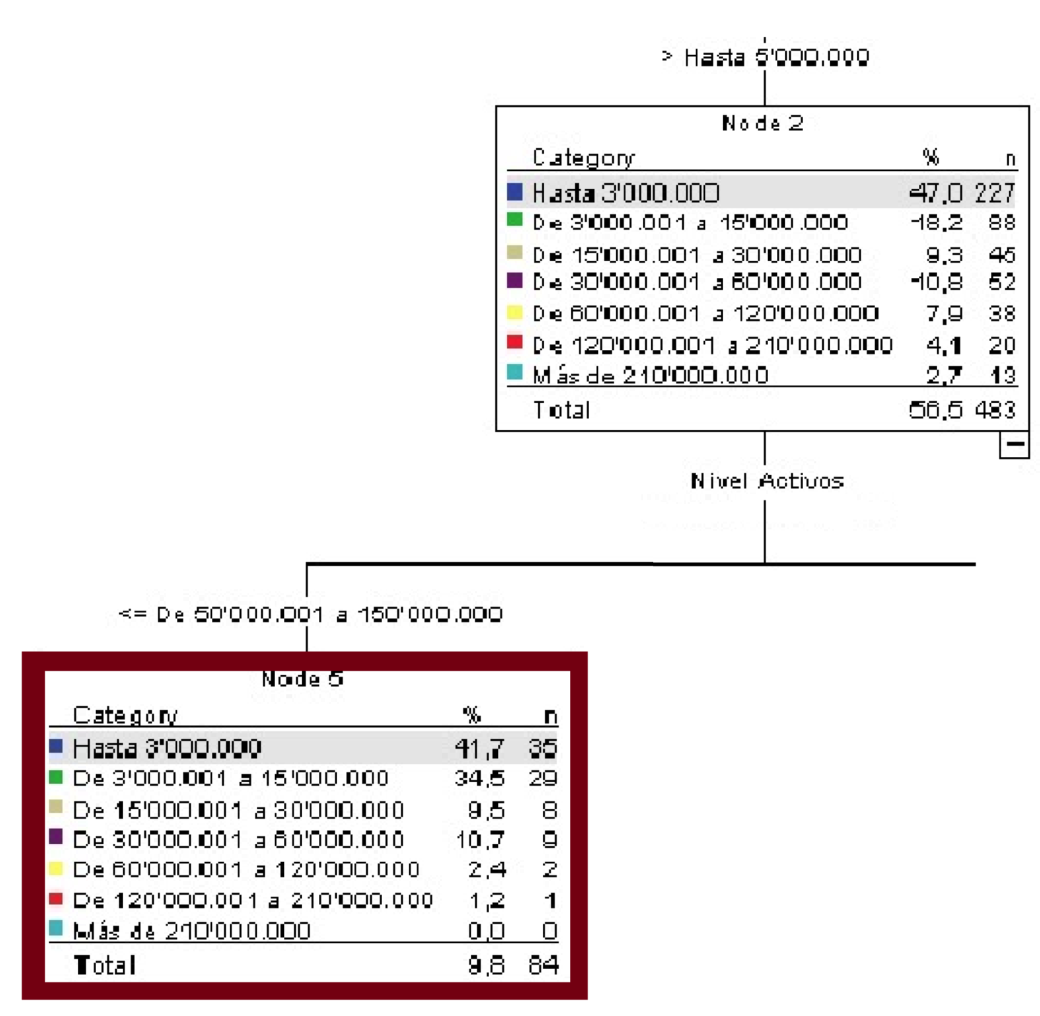 > Hasta 5'000.000
Node 2
Category % n
Hasta 3'000.000 47,0 227
De 3'000.001 a 15'000.000 18,2 88
De 15'000.001 a 30'000.000 9,3 45
De 30'000.001 a 60'000.000 10,8 52
De 60'000.001 a 120'000.000 7,9 38
De 120'000.001 a 210'000.000 4,1 20
Más de 210'000.000 2,7 13
Total 56,5 483
Nivel Activos
<= De 50'000.001 a 150'000.000
Node 5
Category % n
Hasta 3'000.000 41,7 35
De 3'000.001 a 15'000.000 34,5 29
De 15'000.001 a 30'000.000 9,5 8
De 30'000.001 a 60'000.000 10,7 9
De 60'000.001 a 120'000.000 2,4 2
De 120'000.001 a 210'000.000 1,2 1
Más de 210'000.000 0,0 0
Total 9,8 84